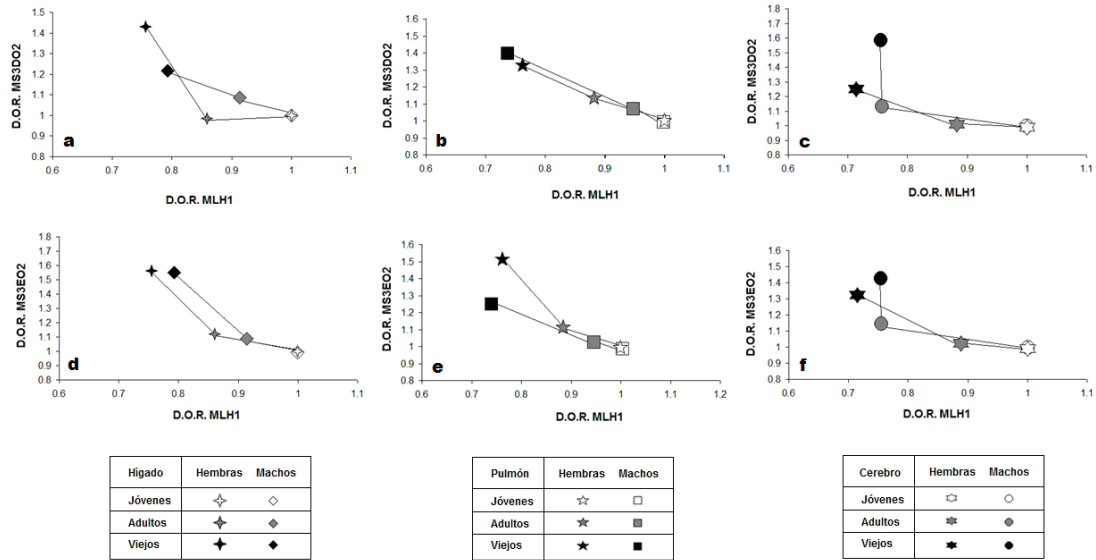 D.O.R. MS3DO2
1.5
1.4
1.3
1.2
1.1
1
0.9
0.8
0.6 0.7 0.8 0.9 1 1.1
a
D.O.R. MLH1
D.O.R. MS3DO2
1.6
1.5
1.4
1.3
1.2
1.1
1
0.9
0.8
0.6 0.7 0.8 0.9 1 1.1
b
D.O.R. MLH1
D.O.R. MS3DO2
1.7
1.6
1.5
1.4
1.3
1.2
1.1
1
0.9
0.8
0.6 0.7 0.8 0.9 1 1.1
c
D.O.R. MLH1
D.O.R. MS3EO2
1.8
1.7
1.6
1.5
1.4
1.3
1.2
1.1
1
0.9
0.8
0.6 0.7 0.8 0.9 1 1.1
d
D.O.R. MLH1
D.O.R. MS3EO2
1.6
1.5
1.4
1.3
1.2
1.1
1
0.9
0.8
0.6 0.7 0.8 0.9 1 1.1 1.2
e
D.O.R. MLH1
D.O.R. MS3EO2
1.6
1.5
1.4
1.3
1.2
1.1
1
0.9
0.8
0.6 0.7 0.8 0.9 1 1.1
f
D.O.R. MLH1
Hígado Hembras Machos
Jóvenes
Adultos
Viejos
Pulmón Hembras Machos
Jóvenes
Adultos
Viejos
Cerebro Hembras Machos
Jóvenes
Adultos
Viejos